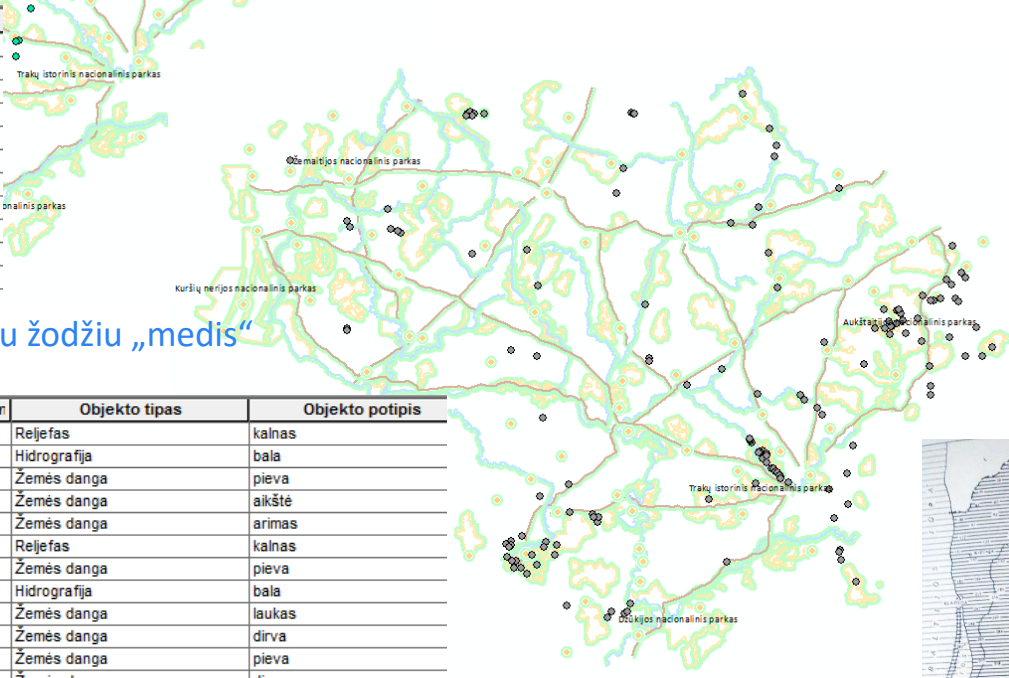 Trakų istorinis nacionalinis parkas
onalinis parkas
Žemaitijos nacionalinis parkas
Kuršių nerijos nacionalinis parkas
Aukštaitijos nacionalinis parkas
Trakų istorinis nacionalinis parkas
Dzūkijos nacionalinis parkas
u žodžiu „medis“
Objekto tipas Objekto potipis
Reljefas kalnas
Hidrografija bala
Žemės danga pieva
Žemės danga aikštė
Žemės danga arimas
Reljefas kalnas
Žemės danga pieva
Hidrografija bala
Žemės danga laukas
Žemės danga dirva
Žemės danga pieva